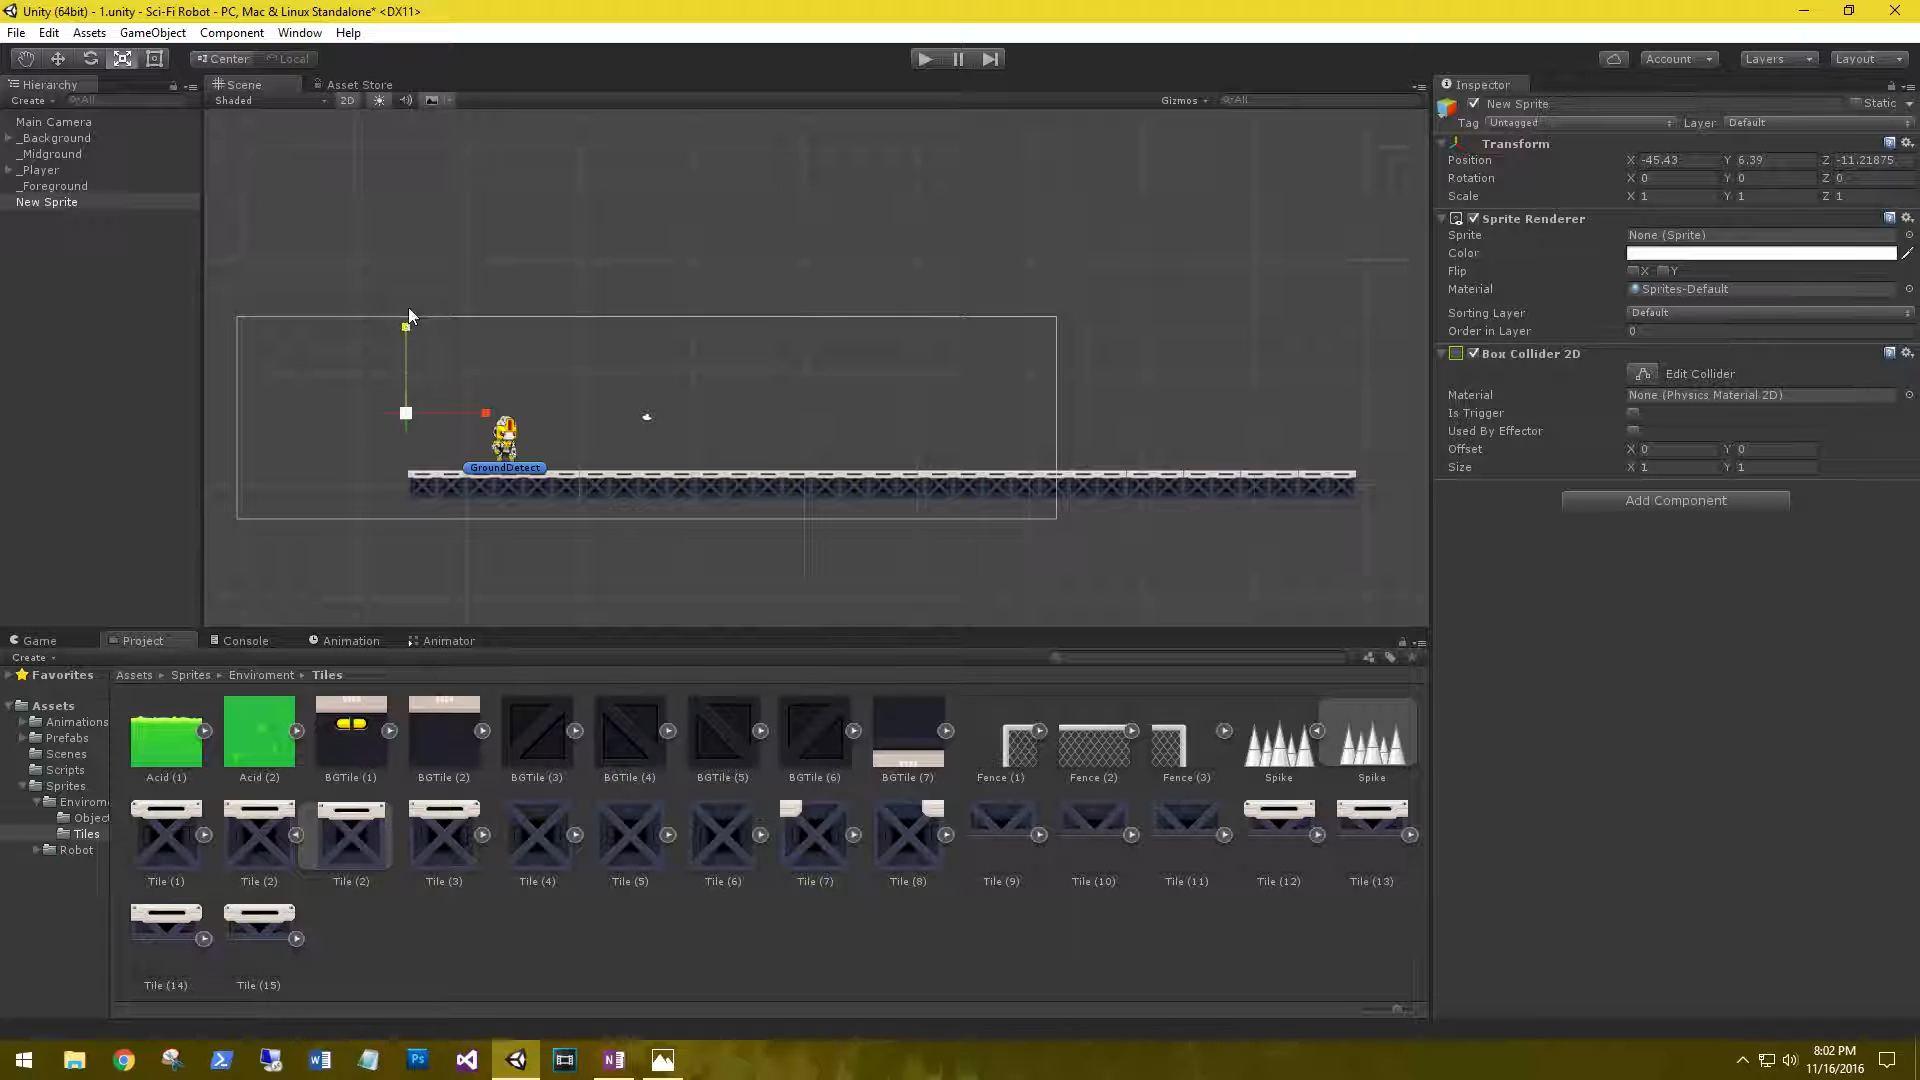 Unity (64bit) - 1.unity - Sci-Fi Robot - PC, Mac & Linux Standalone* <DX11>
File Edit Assets GameObject Component Window Help
Center Local Account Layers Layout
Hierarchy Scene Asset Store Inspector
Create All Shaded 2D Gizmos All
New Sprite Static
Tag Untagged Layer Default
Main Camera
_Background
_Midground
_Player
_Foreground
New Sprite
Transform
Position X -45.43 Y 6.39 Z -11.21875
Rotation X 0 Y 0 Z 0
Scale X 1 Y 1 Z 1
Sprite Renderer
Sprite None (Sprite)
Color
Flip X Y
Material Sprites-Default
Sorting Layer Default
Order in Layer 0
Box Collider 2D
Edit Collider
Material None (Physics Material 2D)
Is Trigger
Used By Effector
Offset X 0 Y 0
Size X 1 Y 1
Add Component
GroundDetect
Game Project Console Animation Animator
Create
Favorites
Assets
Animations
Prefabs
Scenes
Scripts
Sprites
Envirom
Object
Tiles
Robot
Assets Sprites Enviroment Tiles
Acid (1) Acid (2) BGTile (1) BGTile (2) BGTile (3) BGTile (4) BGTile (5) BGTile (6) BGTile (7) Fence (1) Fence (2) Fence (3) Spike Spike
Tile (1) Tile (2) Tile (2) Tile (3) Tile (4) Tile (5) Tile (6) Tile (7) Tile (8) Tile (9) Tile (10) Tile (11) Tile (12) Tile (13)
Tile (14) Tile (15)
8:02 PM
11/16/2016